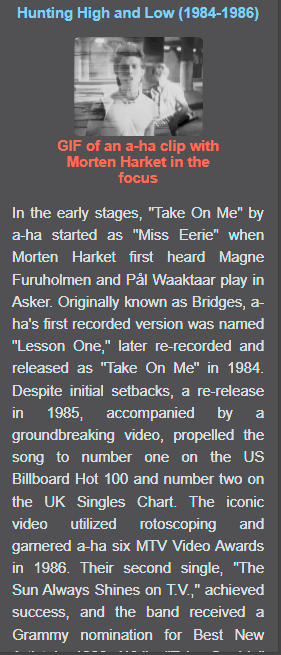 Hunting High and Low (1984-1986)
GIF of an a-ha clip with
Morten Harket in the
focus
In the early stages, "Take On Me" by
a-ha started as "Miss Eerie" when
Morten Harket first heard Magne
Furuholmen and Pål Waaktaar play in
Asker. Originally known as Bridges, a-
ha's first recorded version was named
"Lesson One," later re-recorded and
released as "Take On Me" in 1984.
Despite initial setbacks, a re-release
in 1985, accompanied by a
groundbreaking video, propelled the
song to number one on the US
Billboard Hot 100 and number two on
the UK Singles Chart. The iconic
video utilized rotoscoping and
garnered a-ha six MTV Video Awards
in 1986. Their second single, "The
Sun Always Shines on T.V.," achieved
success, and the band received a
Grammy nomination for Best New